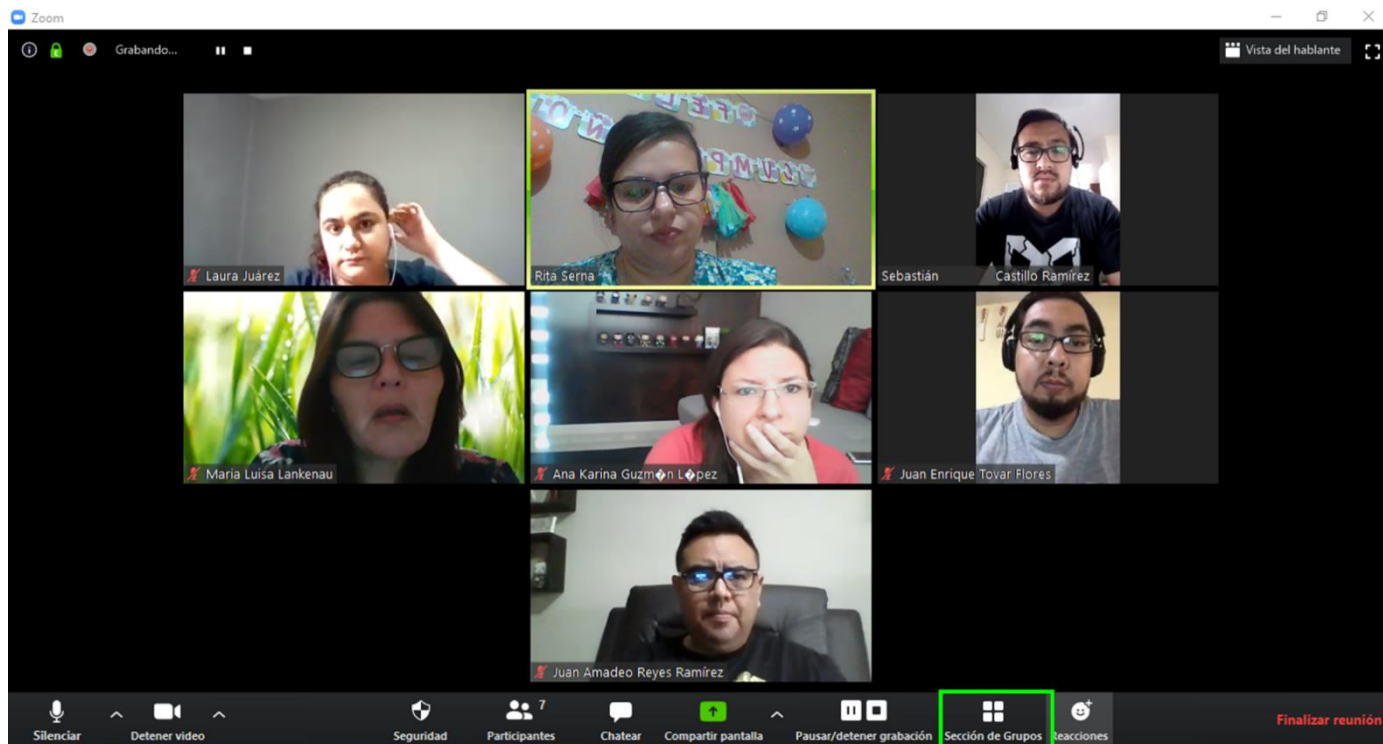 Zoom
Grabando...
Vista del hablante
Laura Juárez
Rita Serna
Sebastián Castillo Ramírez
Maria Luisa Lankenau
Ana Karina Guzm�n L�pez
Juan Enrique Tovar Flores
Juan Amadeo Reyes Ramírez
7
Silenciar
Detener video
Seguridad
Participantes
Chatear
Compartir pantalla
Pausar/detener grabación
Sección de Grupos
Reacciones
Finalizar reunión